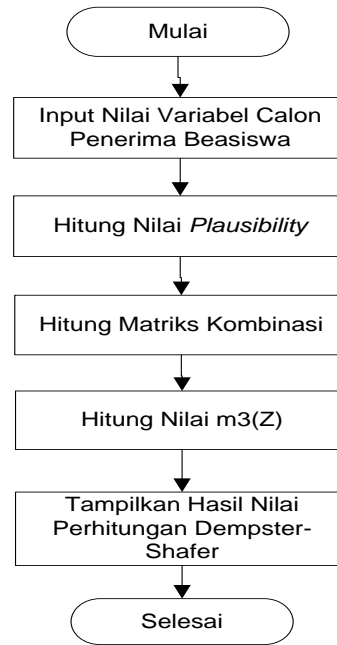 Mulai
Input Nilai Variabel Calon
Penerima Beasiswa
Hitung Nilai Plausibility
Hitung Matriks Kombinasi
Hitung Nilai m3(Z)
Tampilkan Hasil Nilai
Perhitungan Dempster-
Shafer
Selesai